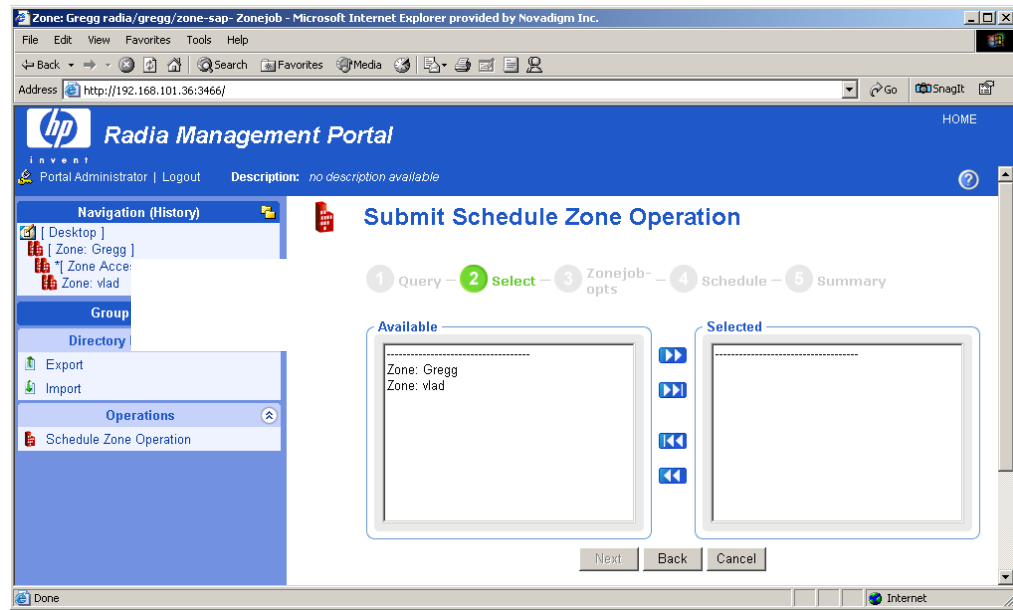 Zone: Gregg radia/gregg/zone-sap- Zonejob - Microsoft Internet Explorer provided by Novadigm Inc.
File Edit View Favorites Tools Help
Back Search Favorites Media
Address http://192.168.101.36:3466/ Go SnagIt
hp
invent
Radia Management Portal
HOME
Portal Administrator | Logout Description: no description available
Navigation (History)
[ Desktop ]
[ Zone: Gregg ]
*[ Zone
Zone: vlad
Group
Directory
Export
Import
Operations
Schedule Zone Operation
Submit Schedule Zone Operation
1 Query – 2 Select – 3 Zonejob-opts – 4 Schedule – 5 Summary
Available
-----------------------------------
Zone: Gregg
Zone: vlad
Selected
-----------------------------------
Next Back Cancel
Done Internet